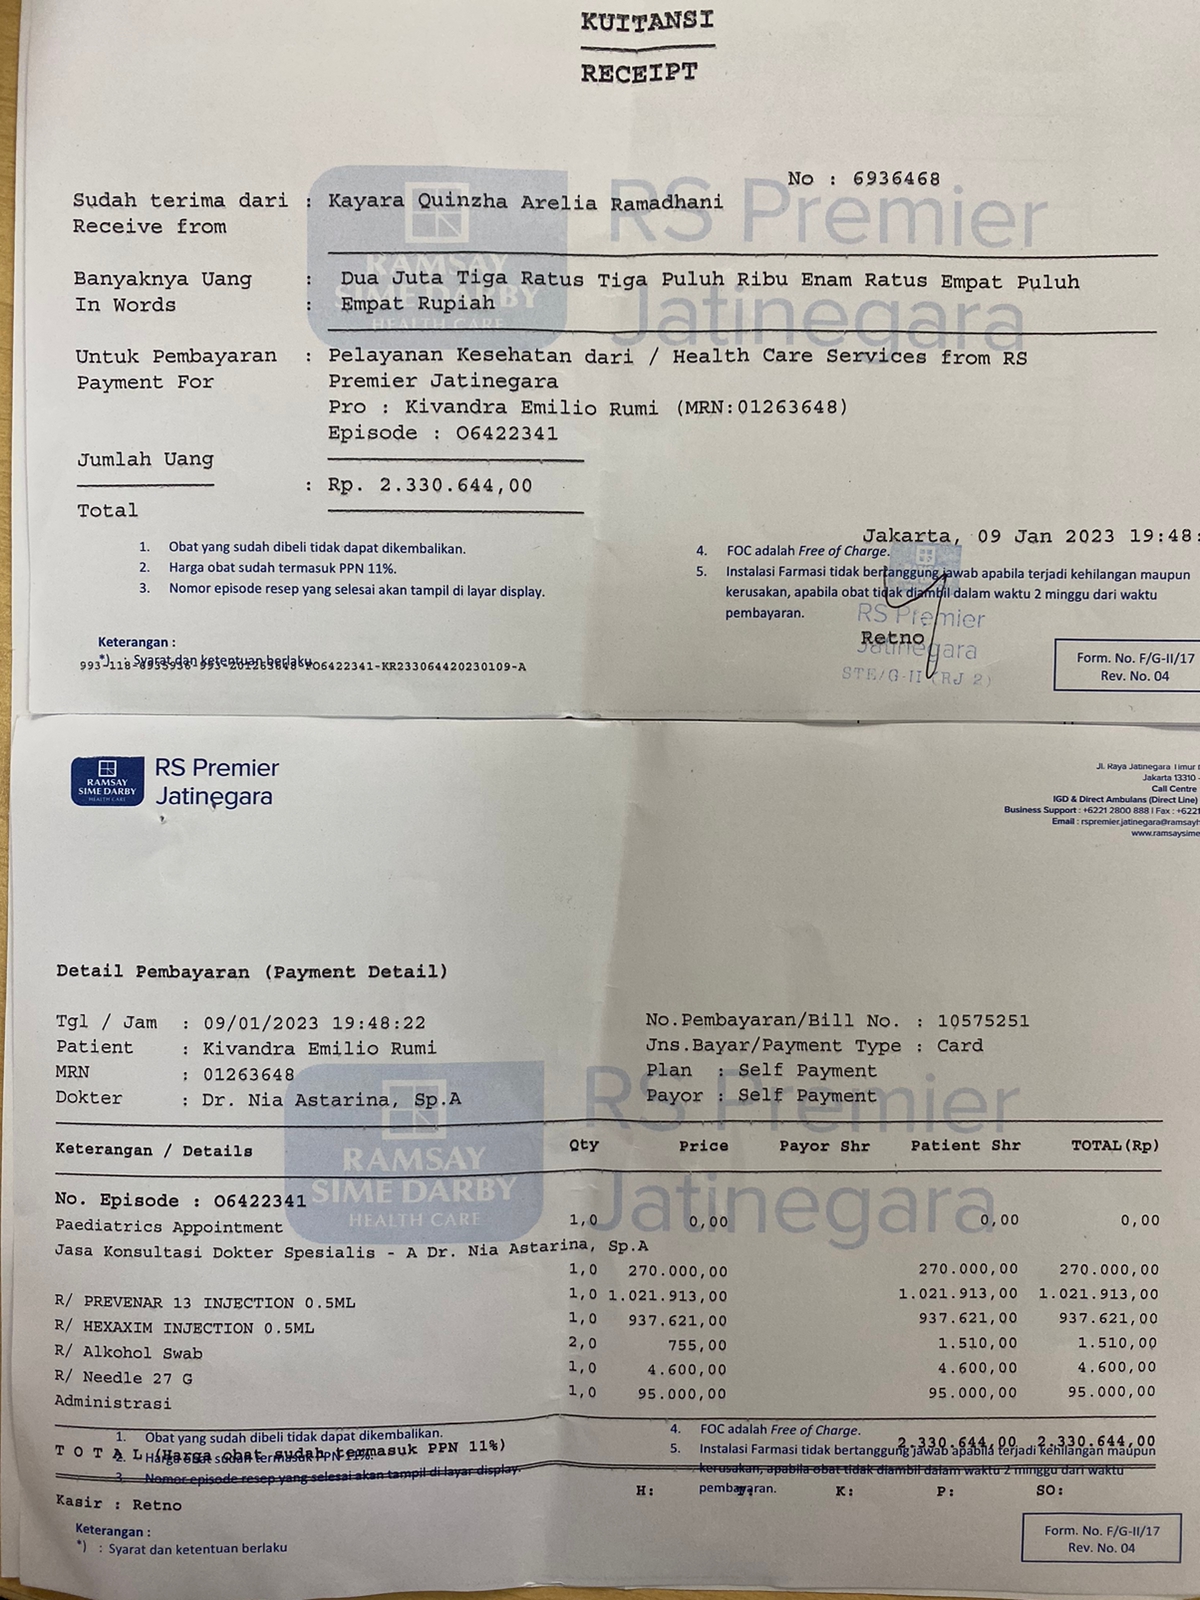 KUITANSI
RECEIPT
No : 6936468
Sudah terima dari : Kayara Quinzha Arelia Ramadhani
Receive from
Banyaknya Uang : Dua Juta Tiga Ratus Tiga Puluh Ribu Enam Ratus Empat Puluh
In Words : Empat Rupiah
Untuk Pembayaran : Pelayanan Kesehatan dari / Health Care Services from RS
Payment For Premier Jatinegara
Pro : Kivandra Emilio Rumi (MRN:01263648)
Episode : O6422341
Jumlah Uang
: Rp. 2.330.644,00
Total
Jakarta, 09 Jan 2023 19:48:
1. Obat yang sudah dibeli tidak dapat dikembalikan.
2. Harga obat sudah termasuk PPN 11%.
3. Nomor episode resep yang selesai akan tampil di layar display.
4. FOC adalah Free of Charge.
5. Instalasi Farmasi tidak bertanggung jawab apabila terjadi kehilangan maupun
kerusakan, apabila obat tidak diambil dalam waktu 2 minggu dari waktu
pembayaran.
RS Premier
Jatinegara
STE/G-II (RJ 2)
Retno
Keterangan :
*) : Syarat dan ketentuan berlaku
O6422341-KR233064420230109-A
Form. No. F/G-II/17
Rev. No. 04
RAMSAY
SIME DARBY
HEALTH CARE
RS Premier
Jatinegara
RAMSAY
SIME DARBY
HEALTH CARE
RS Premier
Jatinegara
Jl. Raya Jatinegara Timur
Jakarta 13310
Call Centre
IGD & Direct Ambulans (Direct Line)
Business Support : +6221 2800 888 I Fax : +6221
Email : rspremier.jatinegara@ramsayh
www.ramsaysime
Detail Pembayaran (Payment Detail)
Tgl / Jam : 09/01/2023 19:48:22
Patient : Kivandra Emilio Rumi
MRN : 01263648
Dokter : Dr. Nia Astarina, Sp.A
No.Pembayaran/Bill No. : 10575251
Jns.Bayar/Payment Type : Card
Plan : Self Payment
Payor : Self Payment
RAMSAY
SIME DARBY
HEALTH CARE
RS Premier
Jatinegara
Keterangan / Details Qty Price Payor Shr Patient Shr TOTAL(Rp)
No. Episode : O6422341
Paediatrics Appointment 1,0 0,00 0,00 0,00
Jasa Konsultasi Dokter Spesialis - A Dr. Nia Astarina, Sp.A
1,0 270.000,00 270.000,00 270.000,00
R/ PREVENAR 13 INJECTION 0.5ML 1,0 1.021.913,00 1.021.913,00 1.021.913,00
R/ HEXAXIM INJECTION 0.5ML 1,0 937.621,00 937.621,00 937.621,00
R/ Alkohol Swab 2,0 755,00 1.510,00 1.510,00
R/ Needle 27 G 1,0 4.600,00 4.600,00 4.600,00
Administrasi 1,0 95.000,00 95.000,00 95.000,00
T O T A L (Harga obat sudah termasuk PPN 11%) 2.330.644,00 2.330.644,00
1. Obat yang sudah dibeli tidak dapat dikembalikan.
2. Harga obat sudah termasuk PPN 11%.
3. Nomor episode resep yang selesai akan tampil di layar display.
4. FOC adalah Free of Charge.
5. Instalasi Farmasi tidak bertanggung jawab apabila terjadi kehilangan maupun
kerusakan, apabila obat tidak diambil dalam waktu 2 minggu dari waktu
pembayaran.
H: K: P: SO:
Kasir : Retno
Keterangan :
*) : Syarat dan ketentuan berlaku
Form. No. F/G-II/17
Rev. No. 04